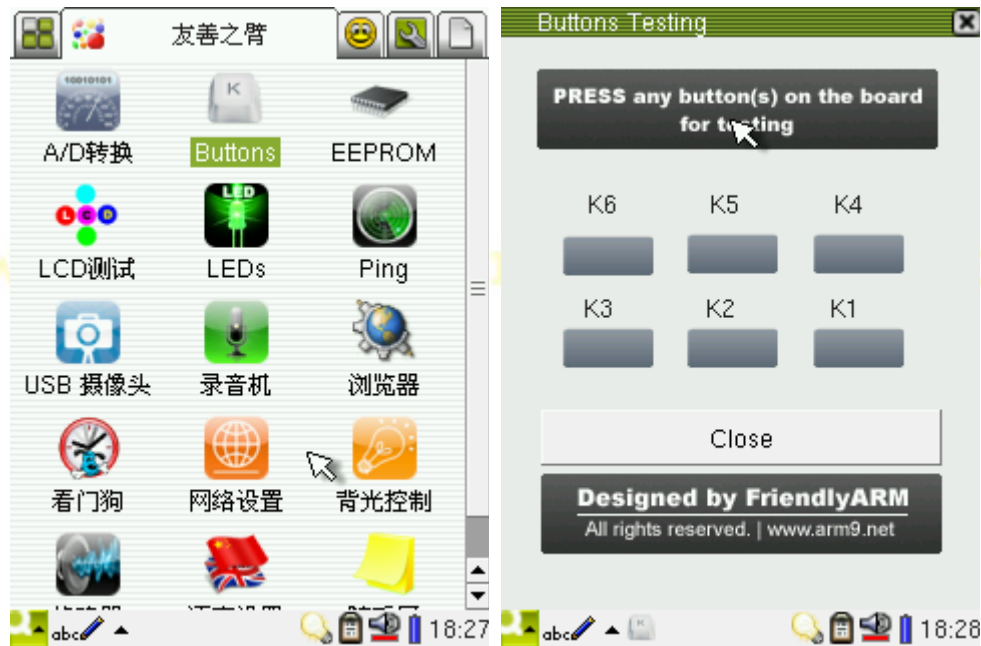 友善之臂
10010101
K
A/D转换
Buttons
EEPROM
L C D
LED
LCD测试
LEDs
Ping
USB 摄像头
录音机
浏览器
看门狗
网络设置
背光控制
abc
18:27
Buttons Testing
PRESS any button(s) on the board
for testing
K6
K5
K4
K3
K2
K1
Close
Designed by FriendlyARM
All rights reserved. | www.arm9.net
abc
K
18:28